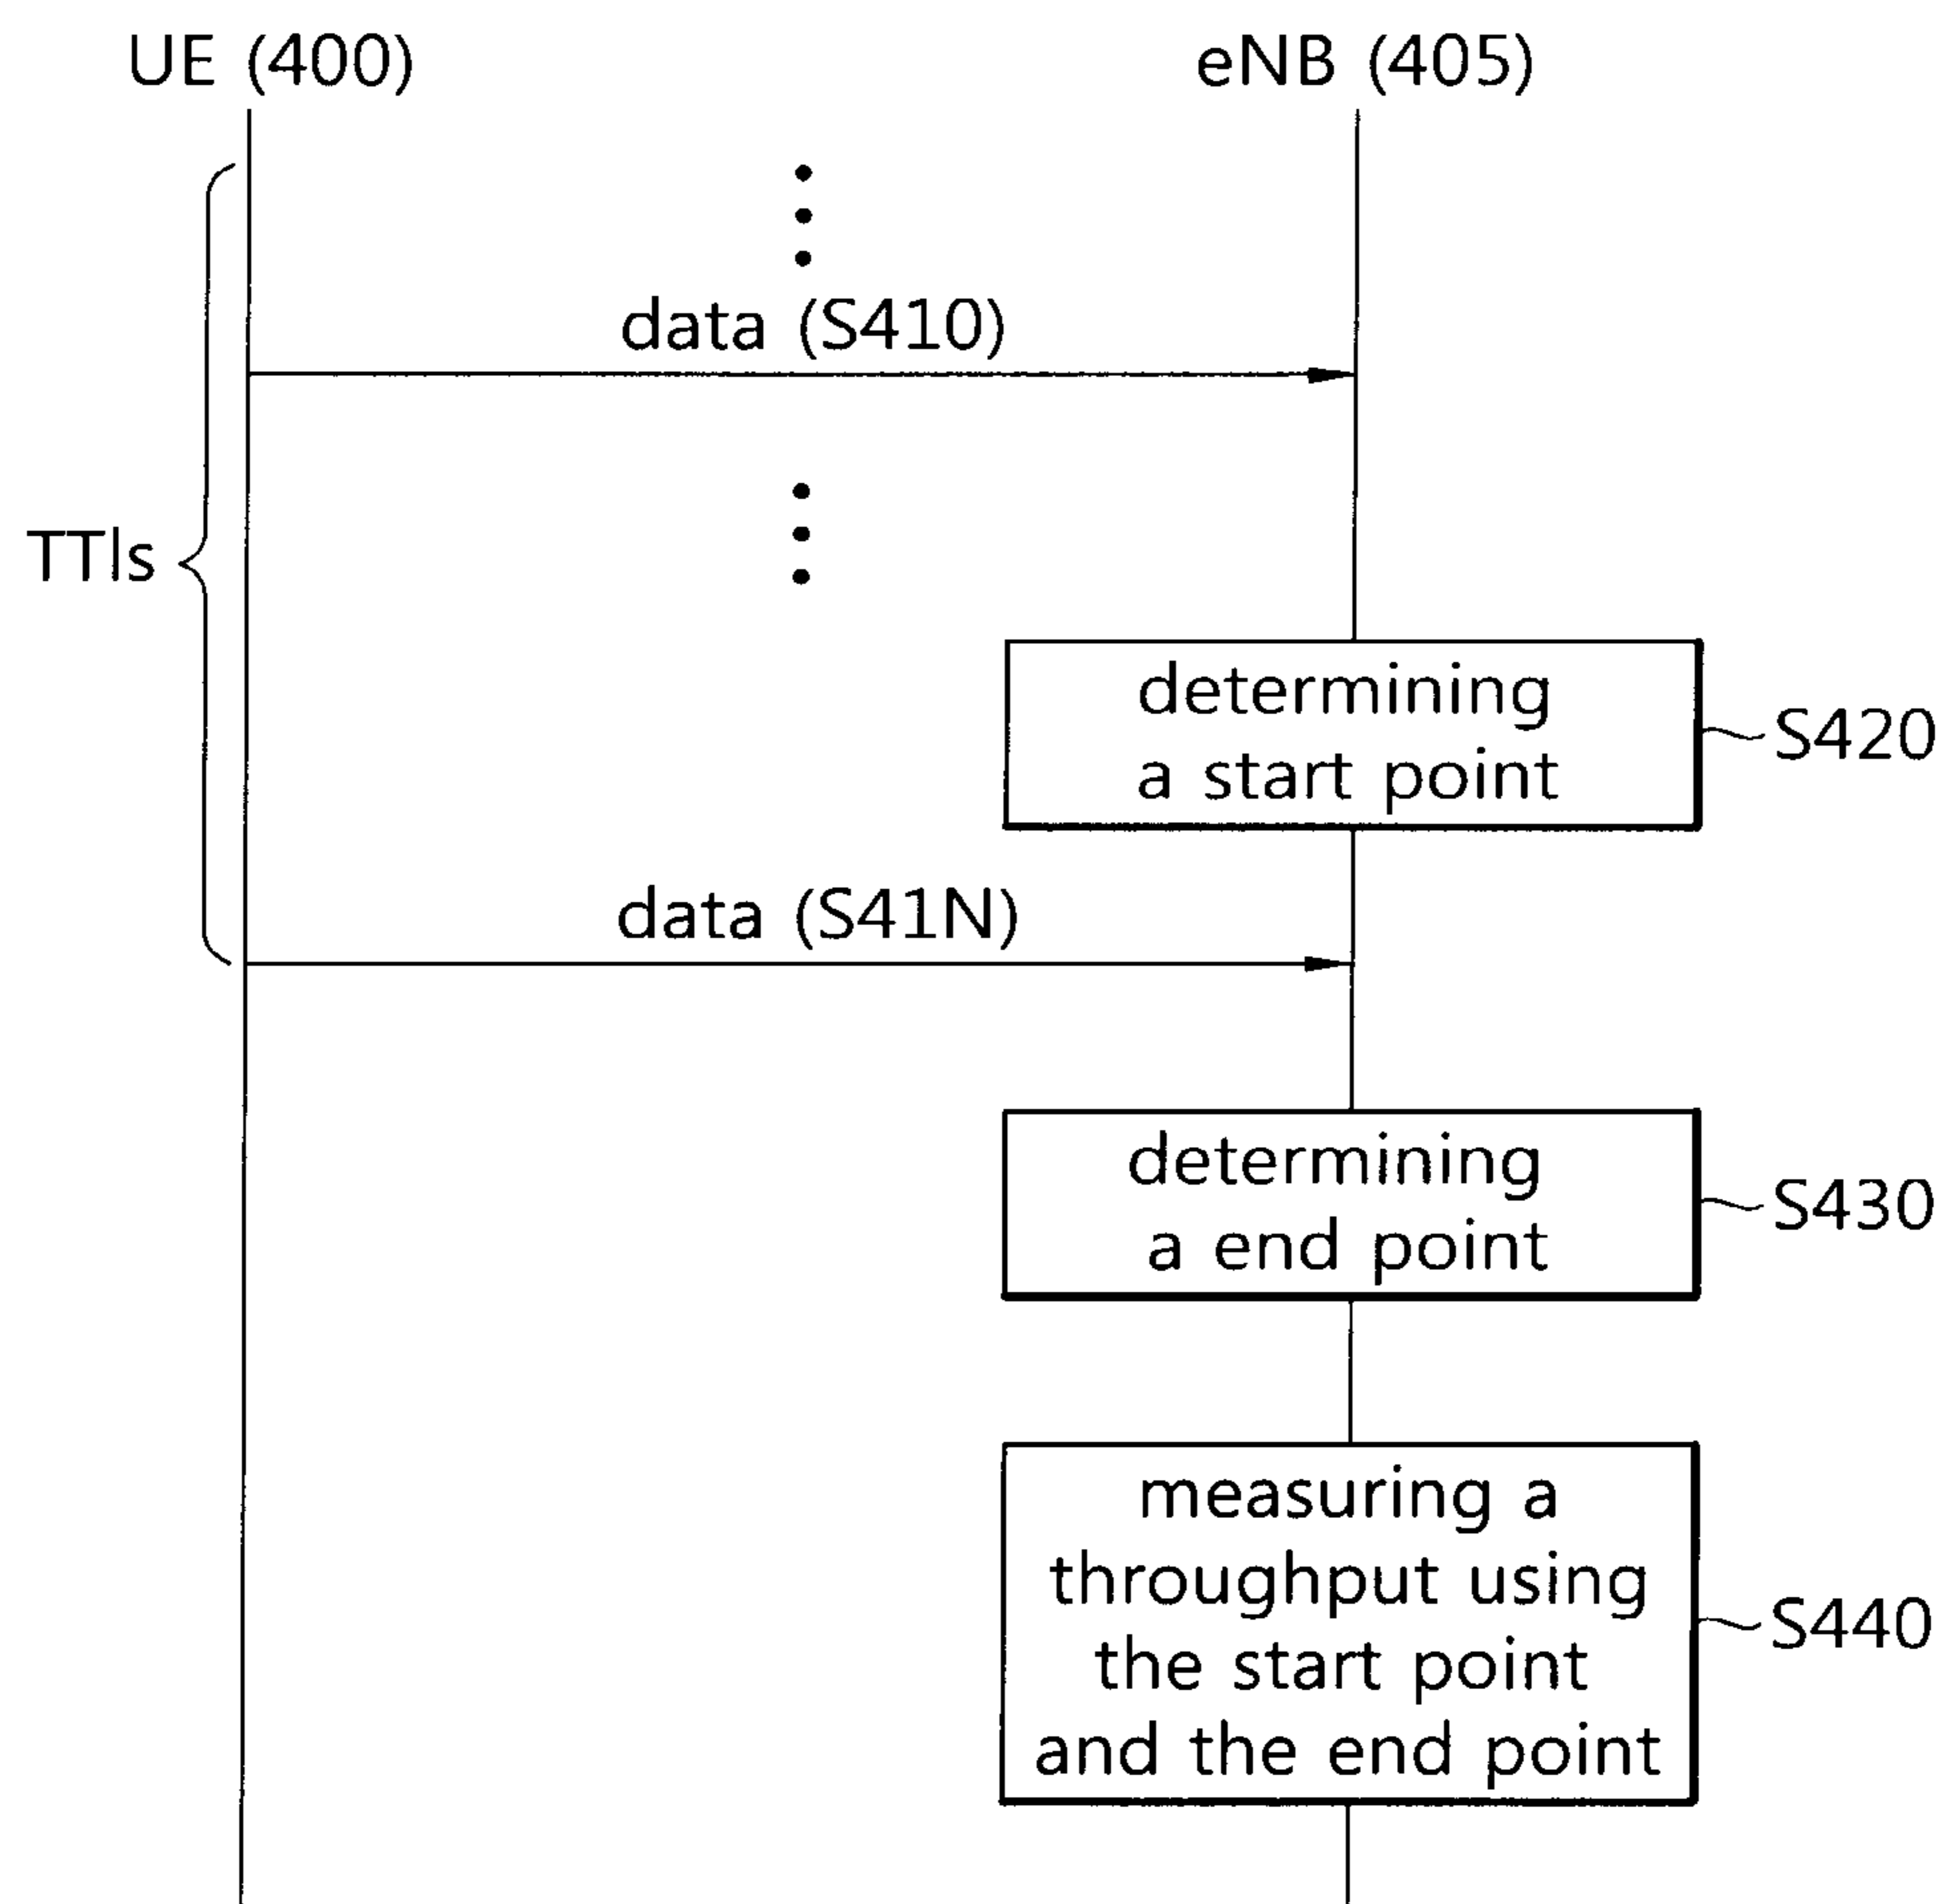 UE (400)
eNB (405)
data (S410)
TTIs
determining
a start point
S420
data (S41N)
determining
a end point
S430
measuring a
throughput using
the start point
and the end point
S440